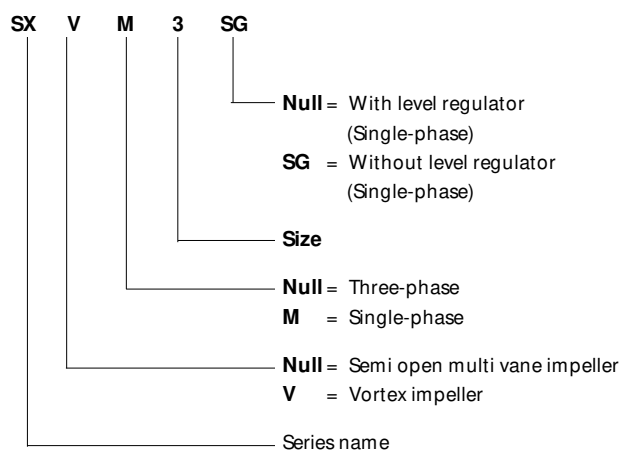 SX V M 3 SG
Null = With level regulator
(Single-phase)
SG = Without level regulator
(Single-phase)
Size
Null = Three-phase
M = Single-phase
Null = Semi open multi vane impeller
V = Vortex impeller
Series name